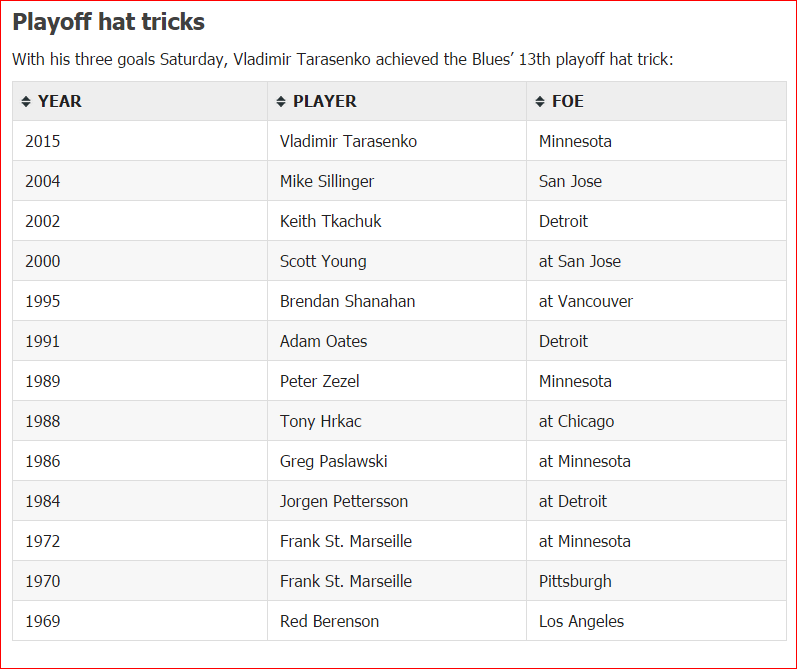 Playoff hat tricks
With his three goals Saturday, Vladimir Tarasenko achieved the Blues’ 13th playoff hat trick:
YEAR PLAYER FOE
2015 Vladimir Tarasenko Minnesota
2004 Mike Sillinger San Jose
2002 Keith Tkachuk Detroit
2000 Scott Young at San Jose
1995 Brendan Shanahan at Vancouver
1991 Adam Oates Detroit
1989 Peter Zezel Minnesota
1988 Tony Hrkac at Chicago
1986 Greg Paslawski at Minnesota
1984 Jorgen Pettersson at Detroit
1972 Frank St. Marseille at Minnesota
1970 Frank St. Marseille Pittsburgh
1969 Red Berenson Los Angeles